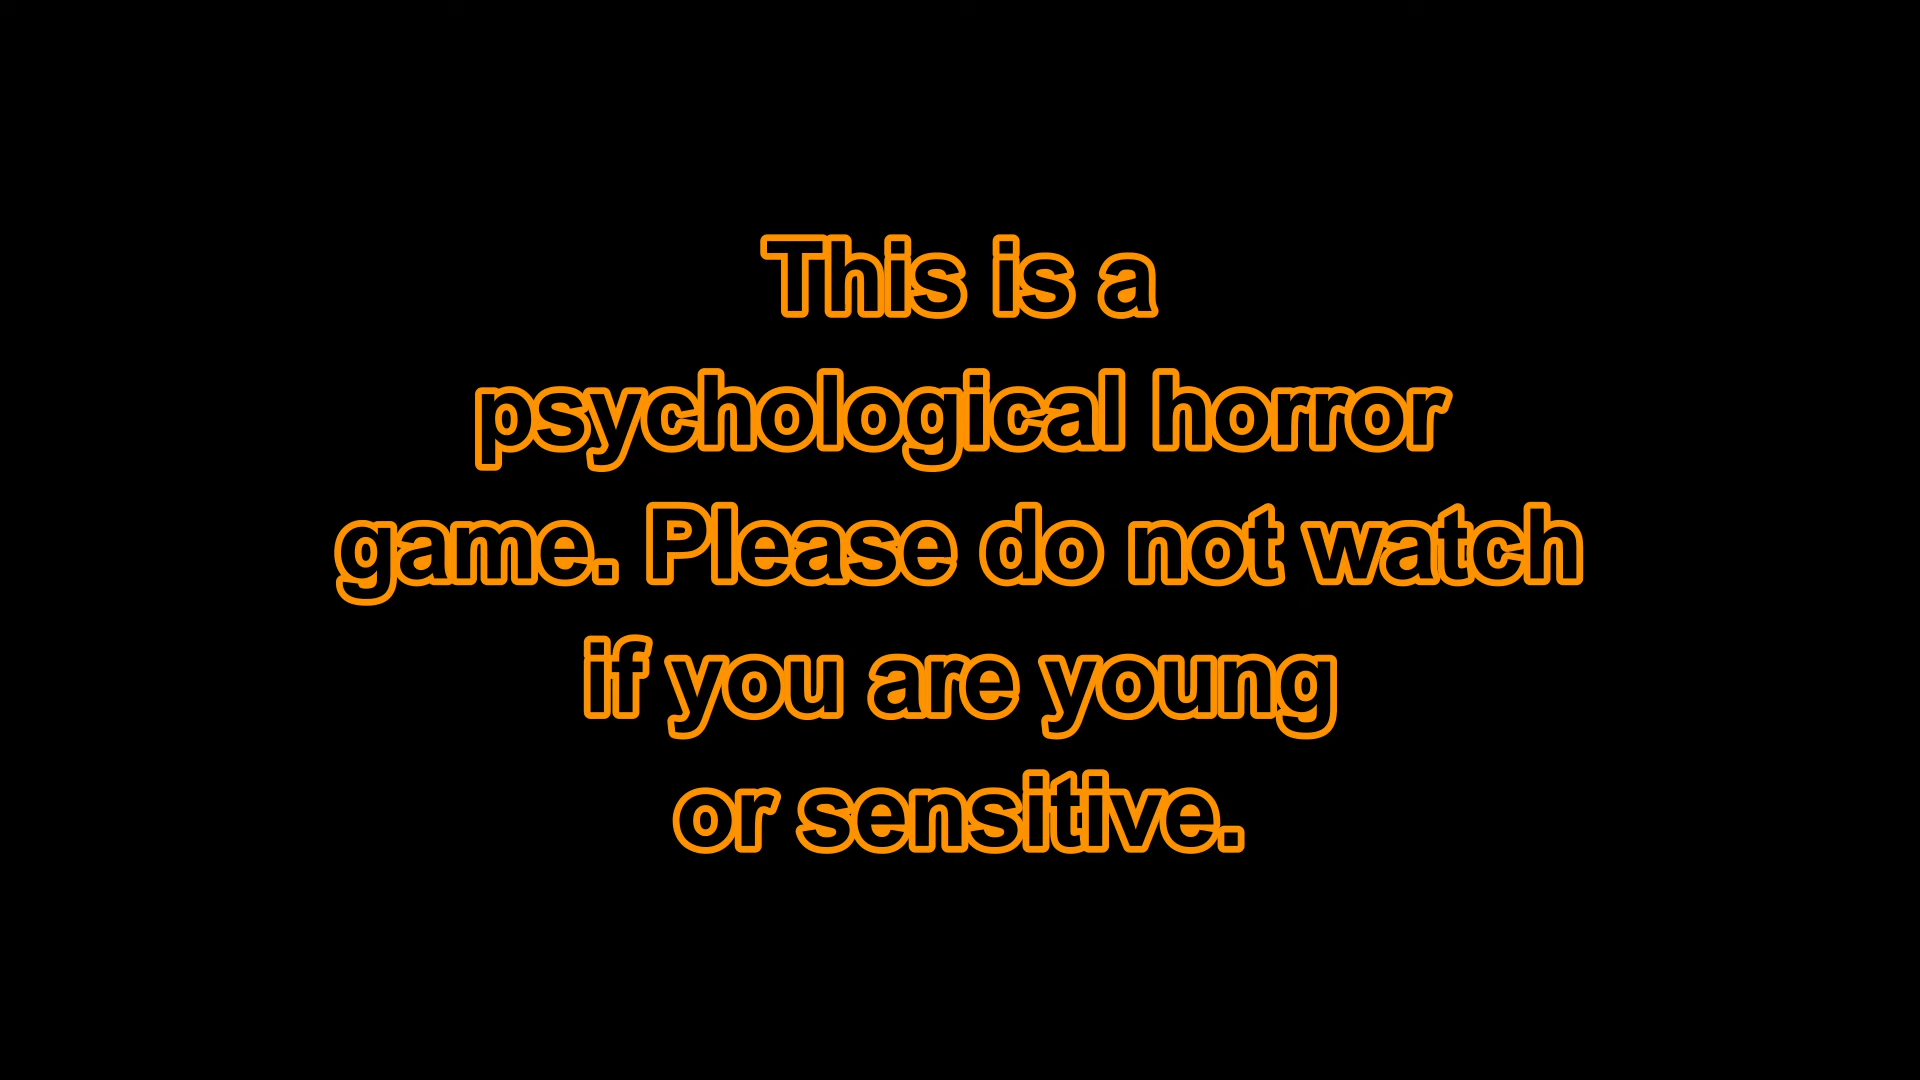 This is a
psychological horror
game. Please do not watch
if you are young
or sensitive.